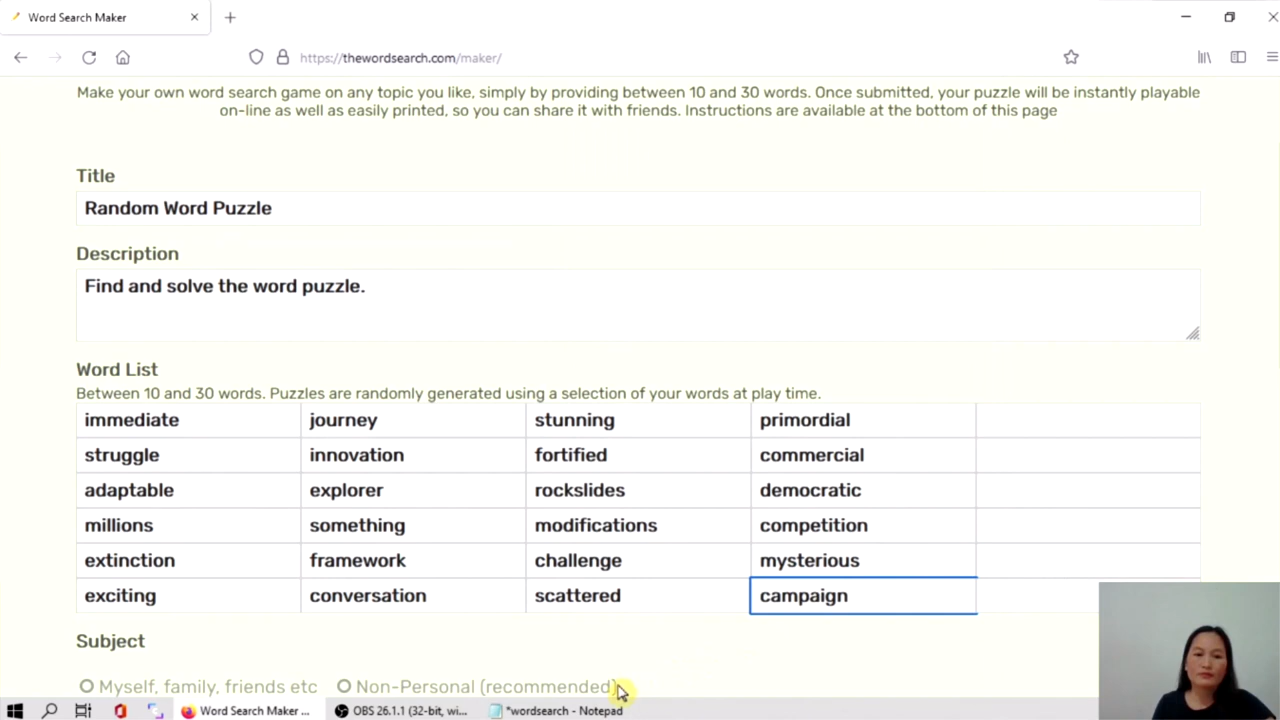 Word Search Maker
https://thewordsearch.com/maker/
Make your own word search game on any topic you like, simply by providing between 10 and 30 words. Once submitted, your puzzle will be instantly playable
on-line as well as easily printed, so you can share it with friends. Instructions are available at the bottom of this page
Title
Random Word Puzzle
Description
Find and solve the word puzzle.
Word List
Between 10 and 30 words. Puzzles are randomly generated using a selection of your words at play time.
immediate journey stunning primordial
struggle innovation fortified commercial
adaptable explorer rockslides democratic
millions something modifications competition
extinction framework challenge mysterious
exciting conversation scattered campaign
Subject
Myself, family, friends etc Non-Personal (recommended)
Word Search Maker ... OBS 26.1.1 (32-bit, wi... *wordsearch - Notepad